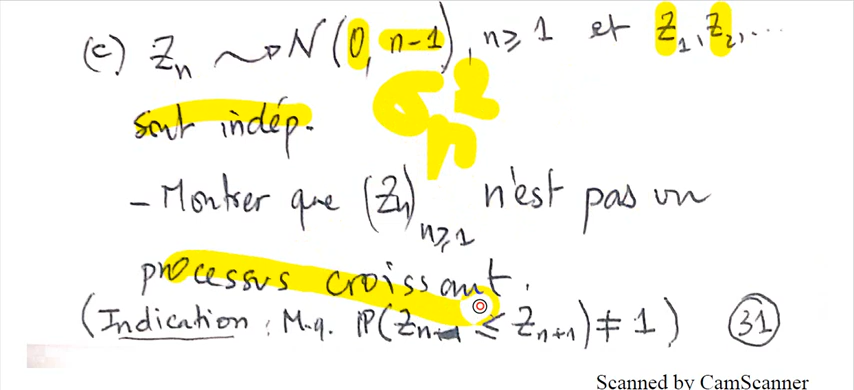 (c) Zn ~> N(0, n-1), n ≥ 1 et Z1, Z2, ...
sont indép.
σ²n
- Montrer que (Zn)n≥1 n'est pas un
processus croissant.
(Indication : M.q. P(Zn ≤ Zn+1) ≠ 1) 31
Scanned by CamScanner